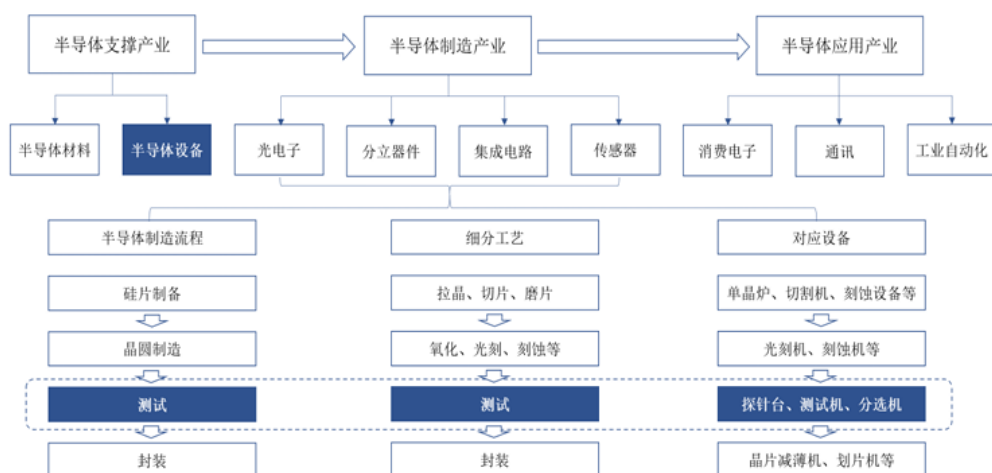 半导体支撑产业
半导体制造产业
半导体应用产业
半导体材料
半导体设备
光电子
分立器件
集成电路
传感器
消费电子
通讯
工业自动化
半导体制造流程
细分工艺
对应设备
硅片制备
拉晶、切片、磨片
单晶炉、切割机、刻蚀设备等
晶圆制造
氧化、光刻、刻蚀等
光刻机、刻蚀机等
测试
测试
探针台、测试机、分选机
封装
封装
晶片减薄机、划片机等